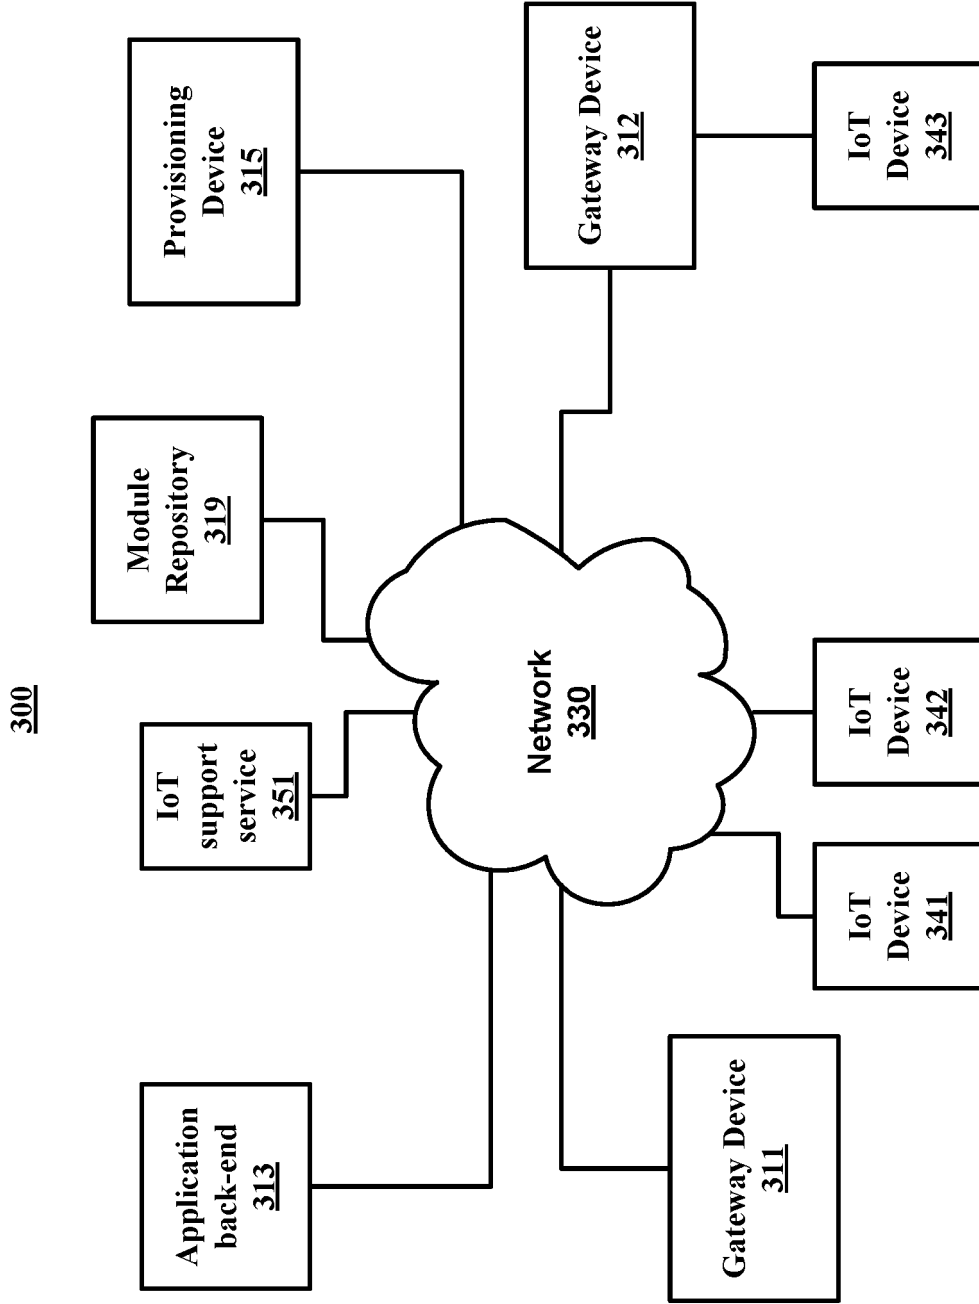 300
Application
back-end
313
IoT
support
service
351
Module
Repository
319
Provisioning
Device
315
Network
330
Gateway Device
311
IoT
Device
341
IoT
Device
342
Gateway Device
312
IoT
Device
343